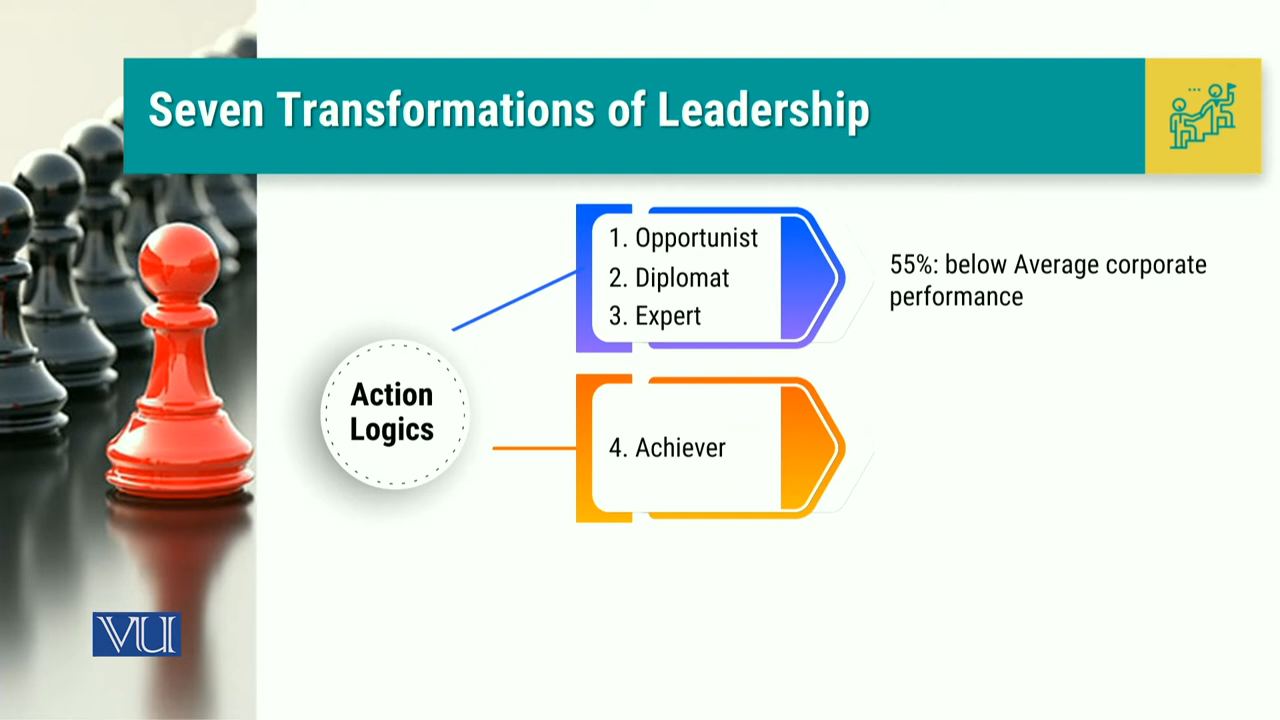 Seven Transformations of Leadership
1. Opportunist
2. Diplomat
3. Expert
55%: below Average corporate
performance
Action
Logics
4. Achiever
VU